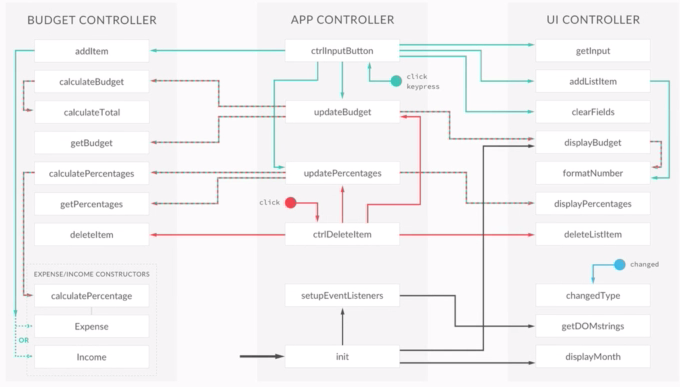 BUDGET CONTROLLER
APP CONTROLLER
UI CONTROLLER
addItem
calculateBudget
calculateTotal
getBudget
calculatePercentages
getPercentages
deleteItem
EXPENSE/INCOME CONSTRUCTORS
calculatePercentage
Expense
OR
Income
ctrlInputButton
click
keypress
updateBudget
updatePercentages
click
ctrlDeleteItem
setupEventListeners
init
getInput
addListItem
clearFields
displayBudget
formatNumber
displayPercentages
deleteListItem
changed
changedType
getDOMstrings
displayMonth